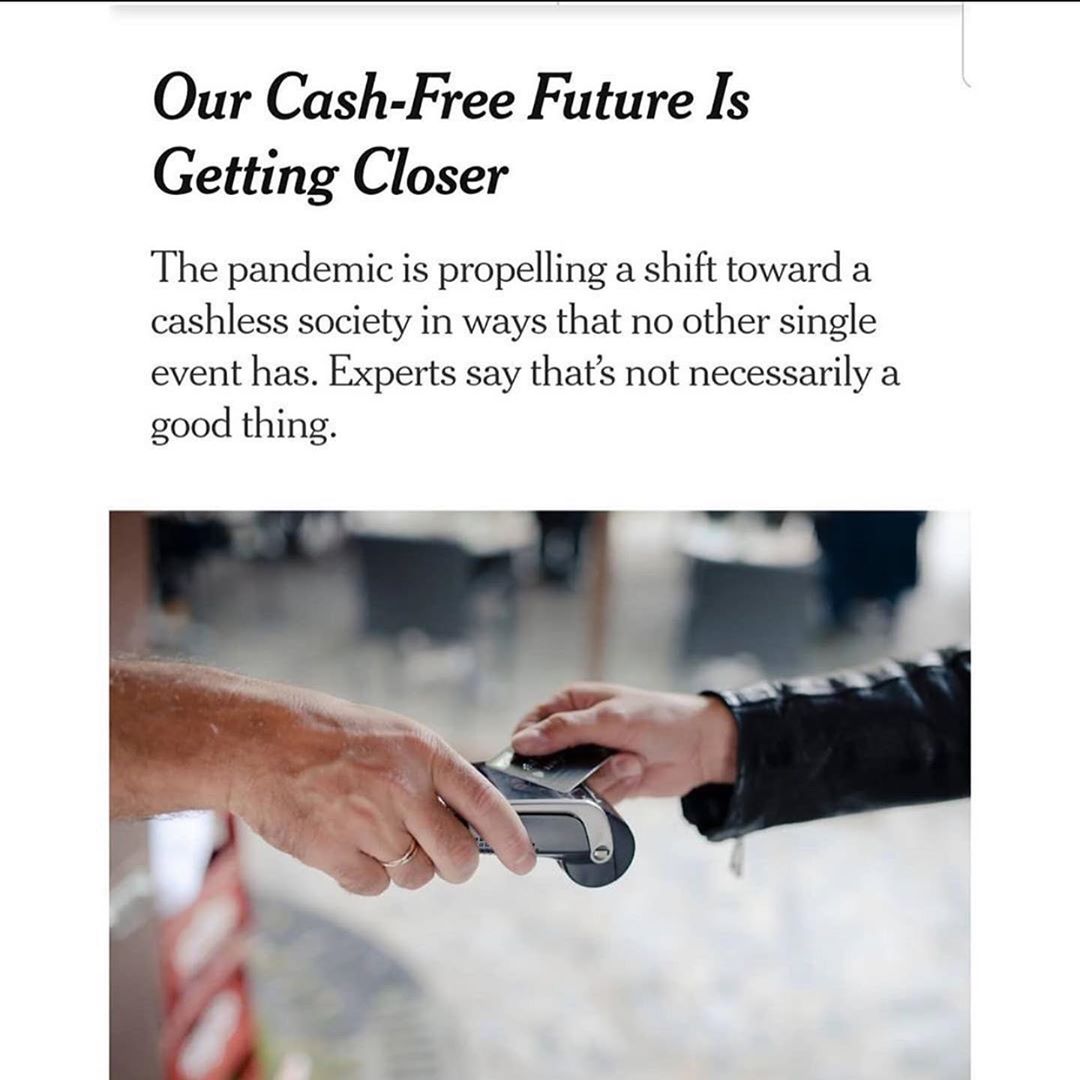 Our Cash-Free Future Is
Getting Closer
The pandemic is propelling a shift toward a
cashless society in ways that no other single
event has. Experts say that’s not necessarily a
good thing.